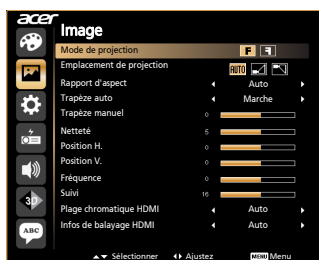 acer
Image
Mode de projection F F
Emplacement de projection AUTO
Rapport d'aspect Auto
Trapèze auto Marche
Trapèze manuel 0
Netteté 5
Position H. 0
Position V. 0
Fréquence 0
Suivi 16
Plage chromatique HDMI Auto
Infos de balayage HDMI Auto
3D
ABC
Sélectionner Ajustez MENU Menu